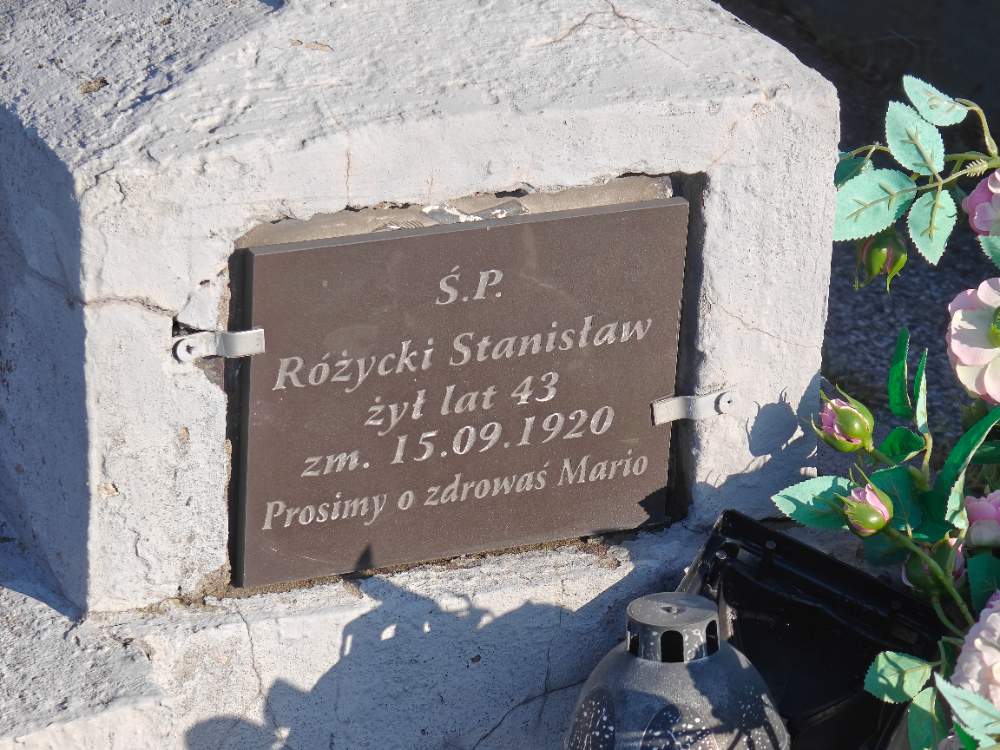 Ś.P.
Różycki Stanisław
żył lat 43
zm. 15.09.1920
Prosimy o zdrowaś Mario